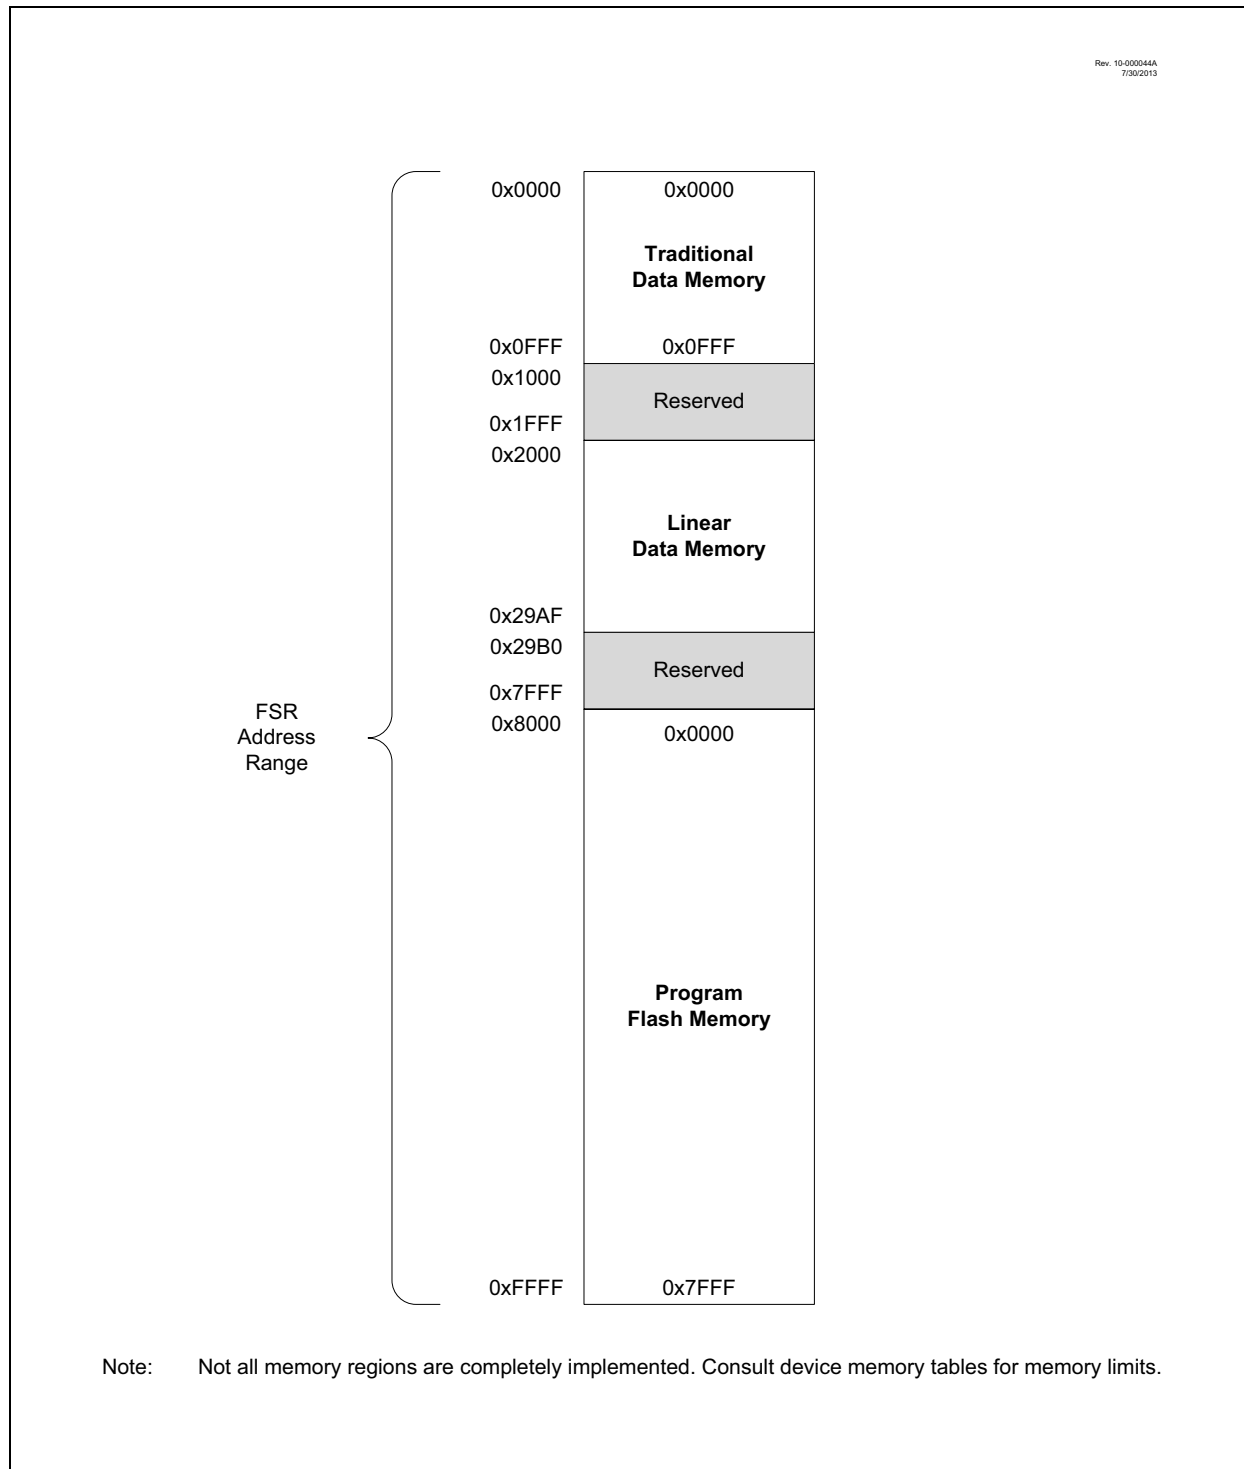 Rev. 10-000044A
7/30/2013
0x0000 0x0000
Traditional
Data Memory
0x0FFF 0x0FFF
0x1000
Reserved
0x1FFF
0x2000
Linear
Data Memory
0x29AF
0x29B0
Reserved
0x7FFF
0x8000 0x0000
FSR
Address
Range
Program
Flash Memory
0xFFFF 0x7FFF
Note: Not all memory regions are completely implemented. Consult device memory tables for memory limits.